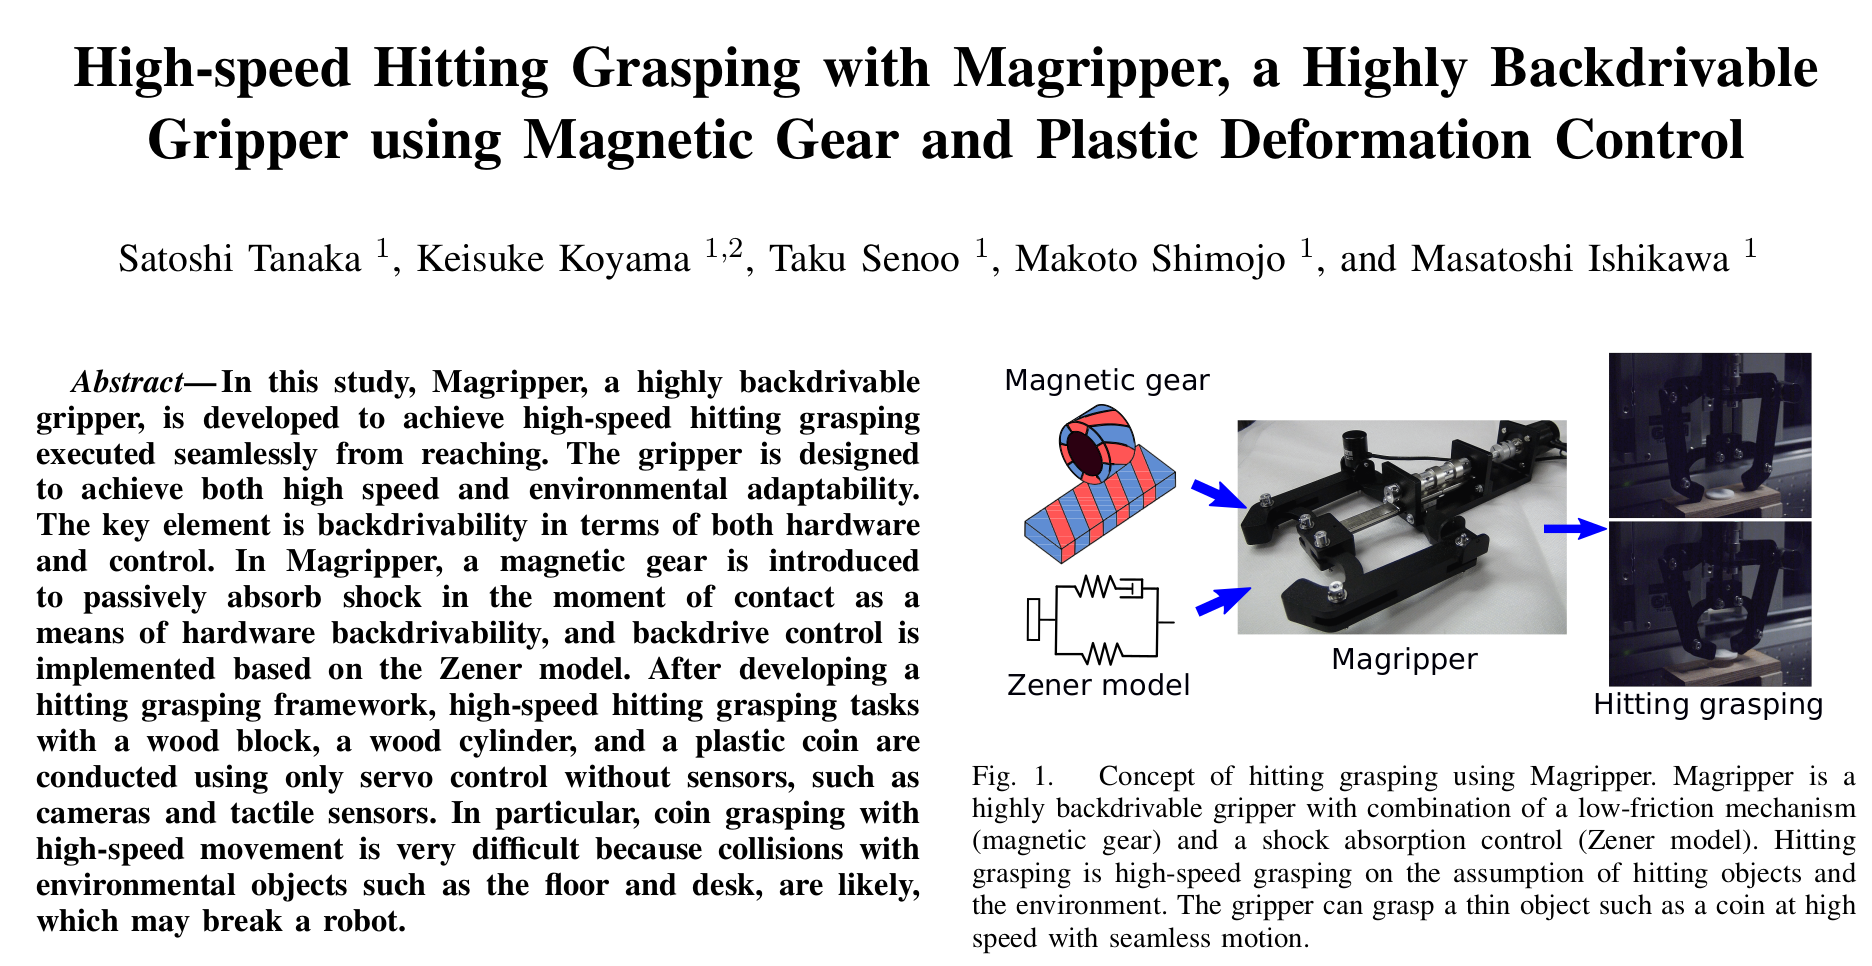 High-speed Hitting Grasping with Magripper, a Highly Backdrivable
Gripper using Magnetic Gear and Plastic Deformation Control
Satoshi Tanaka 1, Keisuke Koyama 1,2, Taku Senoo 1, Makoto Shimojo 1, and Masatoshi Ishikawa 1
Abstract—In this study, Magripper, a highly backdrivable
gripper, is developed to achieve high-speed hitting grasping
executed seamlessly from reaching. The gripper is designed
to achieve both high speed and environmental adaptability.
The key element is backdrivability in terms of both hardware
and control. In Magripper, a magnetic gear is introduced
to passively absorb shock in the moment of contact as a
means of hardware backdrivability, and backdrive control is
implemented based on the Zener model. After developing a
hitting grasping framework, high-speed hitting grasping tasks
with a wood block, a wood cylinder, and a plastic coin are
conducted using only servo control without sensors, such as
cameras and tactile sensors. In particular, coin grasping with
high-speed movement is very difficult because collisions with
environmental objects such as the floor and desk, are likely,
which may break a robot.
Magnetic gear
Zener model
Magripper
Hitting grasping
Fig. 1. Concept of hitting grasping using Magripper. Magripper is a
highly backdrivable gripper with combination of a low-friction mechanism
(magnetic gear) and a shock absorption control (Zener model). Hitting
grasping is high-speed grasping on the assumption of hitting objects and
the environment. The gripper can grasp a thin object such as a coin at high
speed with seamless motion.